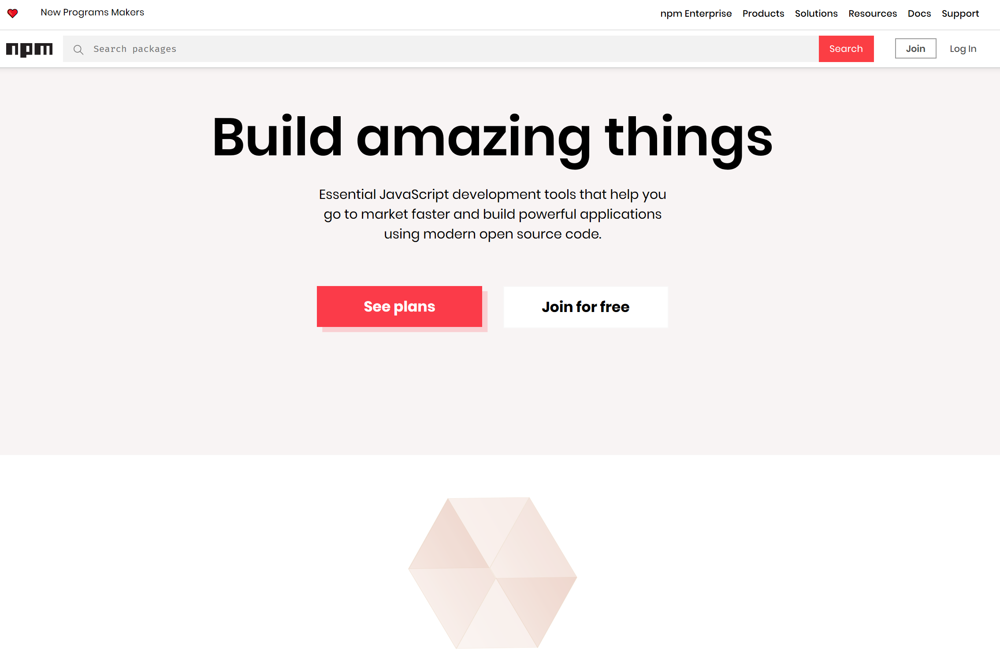 New Programs Makers
npm Enterprise Products Solutions Resources Docs Support
npm Search packages Search Join Log In
Build amazing things
Essential JavaScript development tools that help you
go to market faster and build powerful applications
using modern open source code.
See plans Join for free